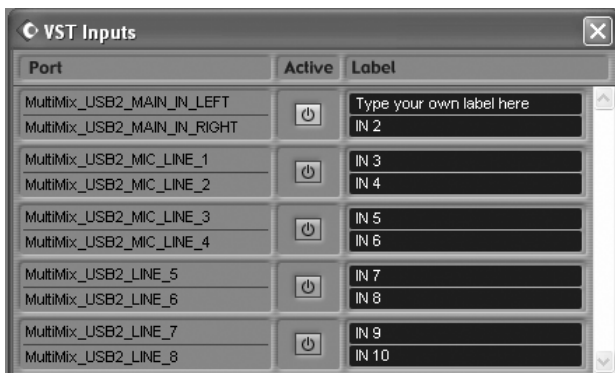 VST Inputs
Port Active Label
MultiMix_USB2_MAIN_IN_LEFT Type your own label here
MultiMix_USB2_MAIN_IN_RIGHT IN 2
MultiMix_USB2_MIC_LINE_1 IN 3
MultiMix_USB2_MIC_LINE_2 IN 4
MultiMix_USB2_MIC_LINE_3 IN 5
MultiMix_USB2_MIC_LINE_4 IN 6
MultiMix_USB2_LINE_5 IN 7
MultiMix_USB2_LINE_6 IN 8
MultiMix_USB2_LINE_7 IN 9
MultiMix_USB2_LINE_8 IN 10